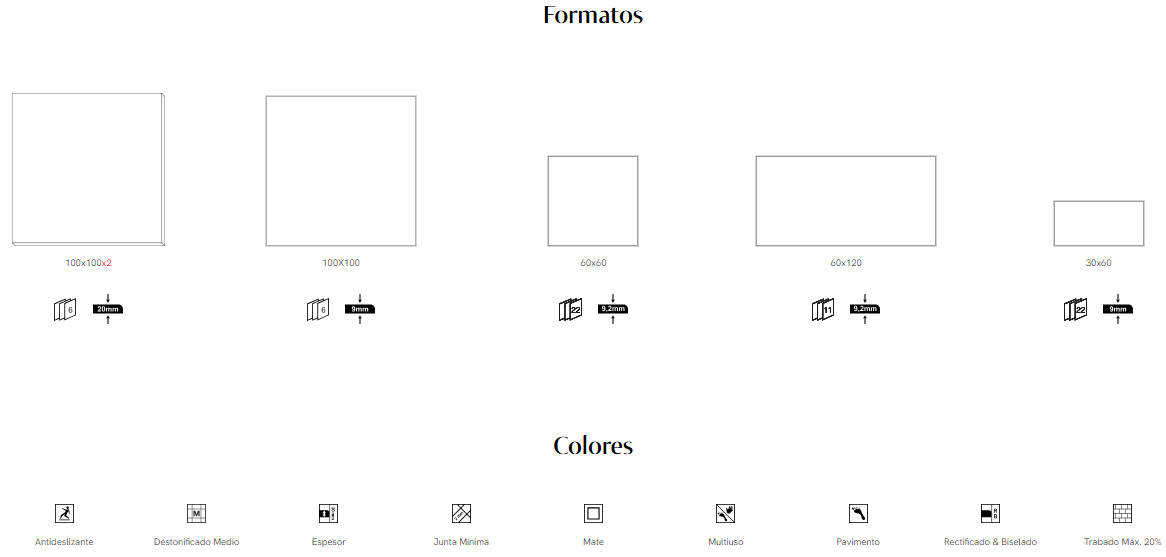 Formatos
100x100x2
100X100
60x60
60x120
30x60
6
20mm
6
9mm
22
9,2mm
11
9,2mm
22
9mm
Colores
M
Antideslizante
Destonificado Medio
Espesor
Junta Mínima
Mate
Multiuso
Pavimento
Rectificado & Biselado
Trabado Máx. 20%